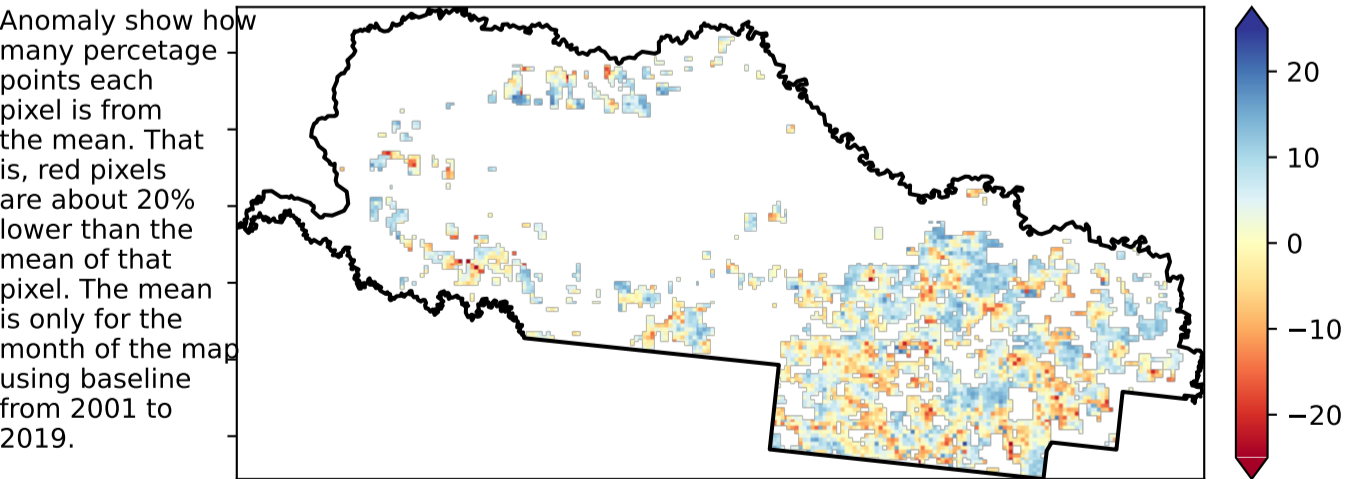 Anomaly show how
many percetage
points each
pixel is from
the mean. That
is, red pixels
are about 20%
lower than the
mean of that
pixel. The mean
is only for the
month of the map
using baseline
from 2001 to
2019.
20
10
0
−10
−20